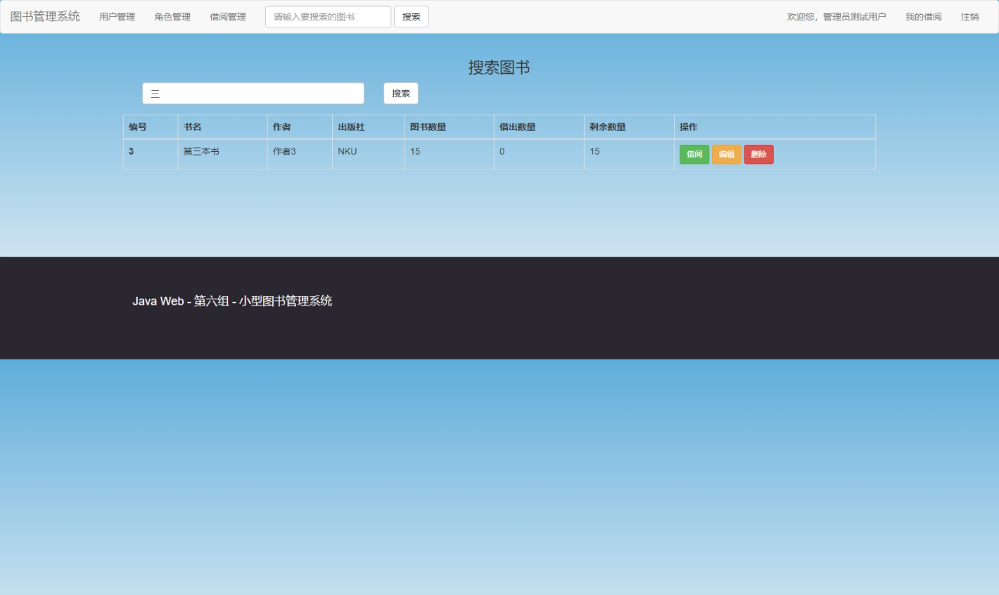 图书管理系统 用户管理 角色管理 借阅管理 请输入要搜索的图书 搜索 欢迎您，管理员测试用户 我的借阅 注销
搜索图书
三 搜索
编号 书名 作者 出版社 图书数量 借出数量 剩余数量 操作
3 第三本书 作者3 NKU 15 0 15 借阅 编辑 删除
Java Web - 第六组 - 小型图书管理系统